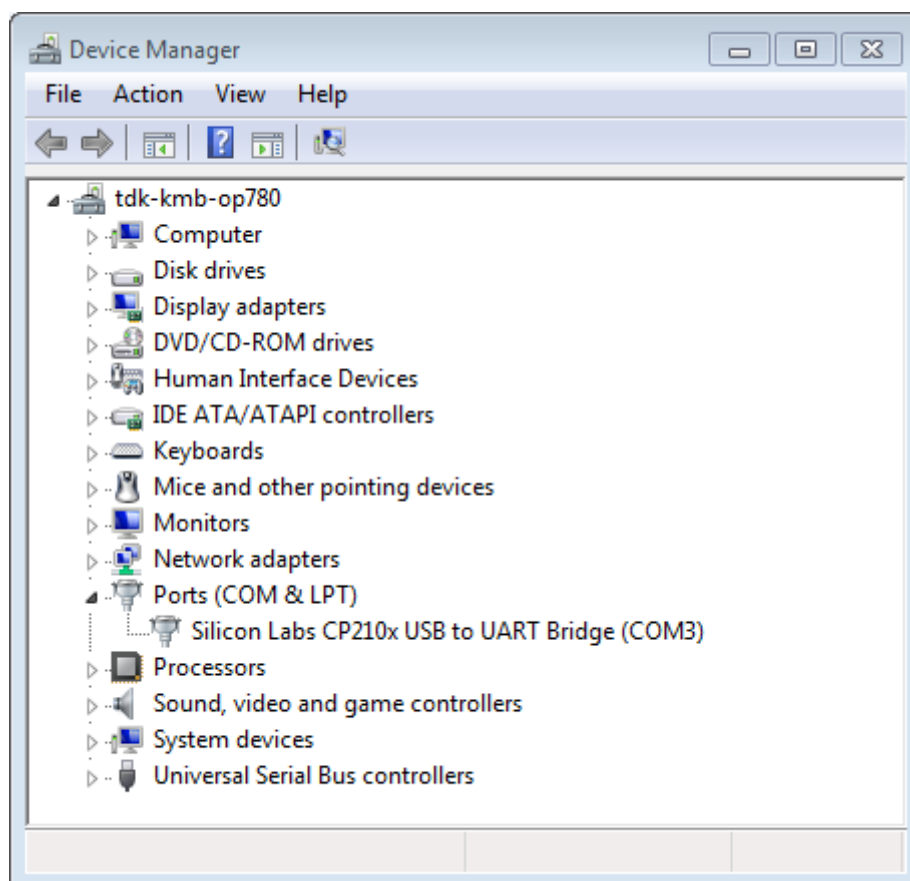 Device Manager
File Action View Help
?
tdk-kmb-op780
Computer
Disk drives
Display adapters
DVD/CD-ROM drives
Human Interface Devices
IDE ATA/ATAPI controllers
Keyboards
Mice and other pointing devices
Monitors
Network adapters
Ports (COM & LPT)
Silicon Labs CP210x USB to UART Bridge (COM3)
Processors
Sound, video and game controllers
System devices
Universal Serial Bus controllers